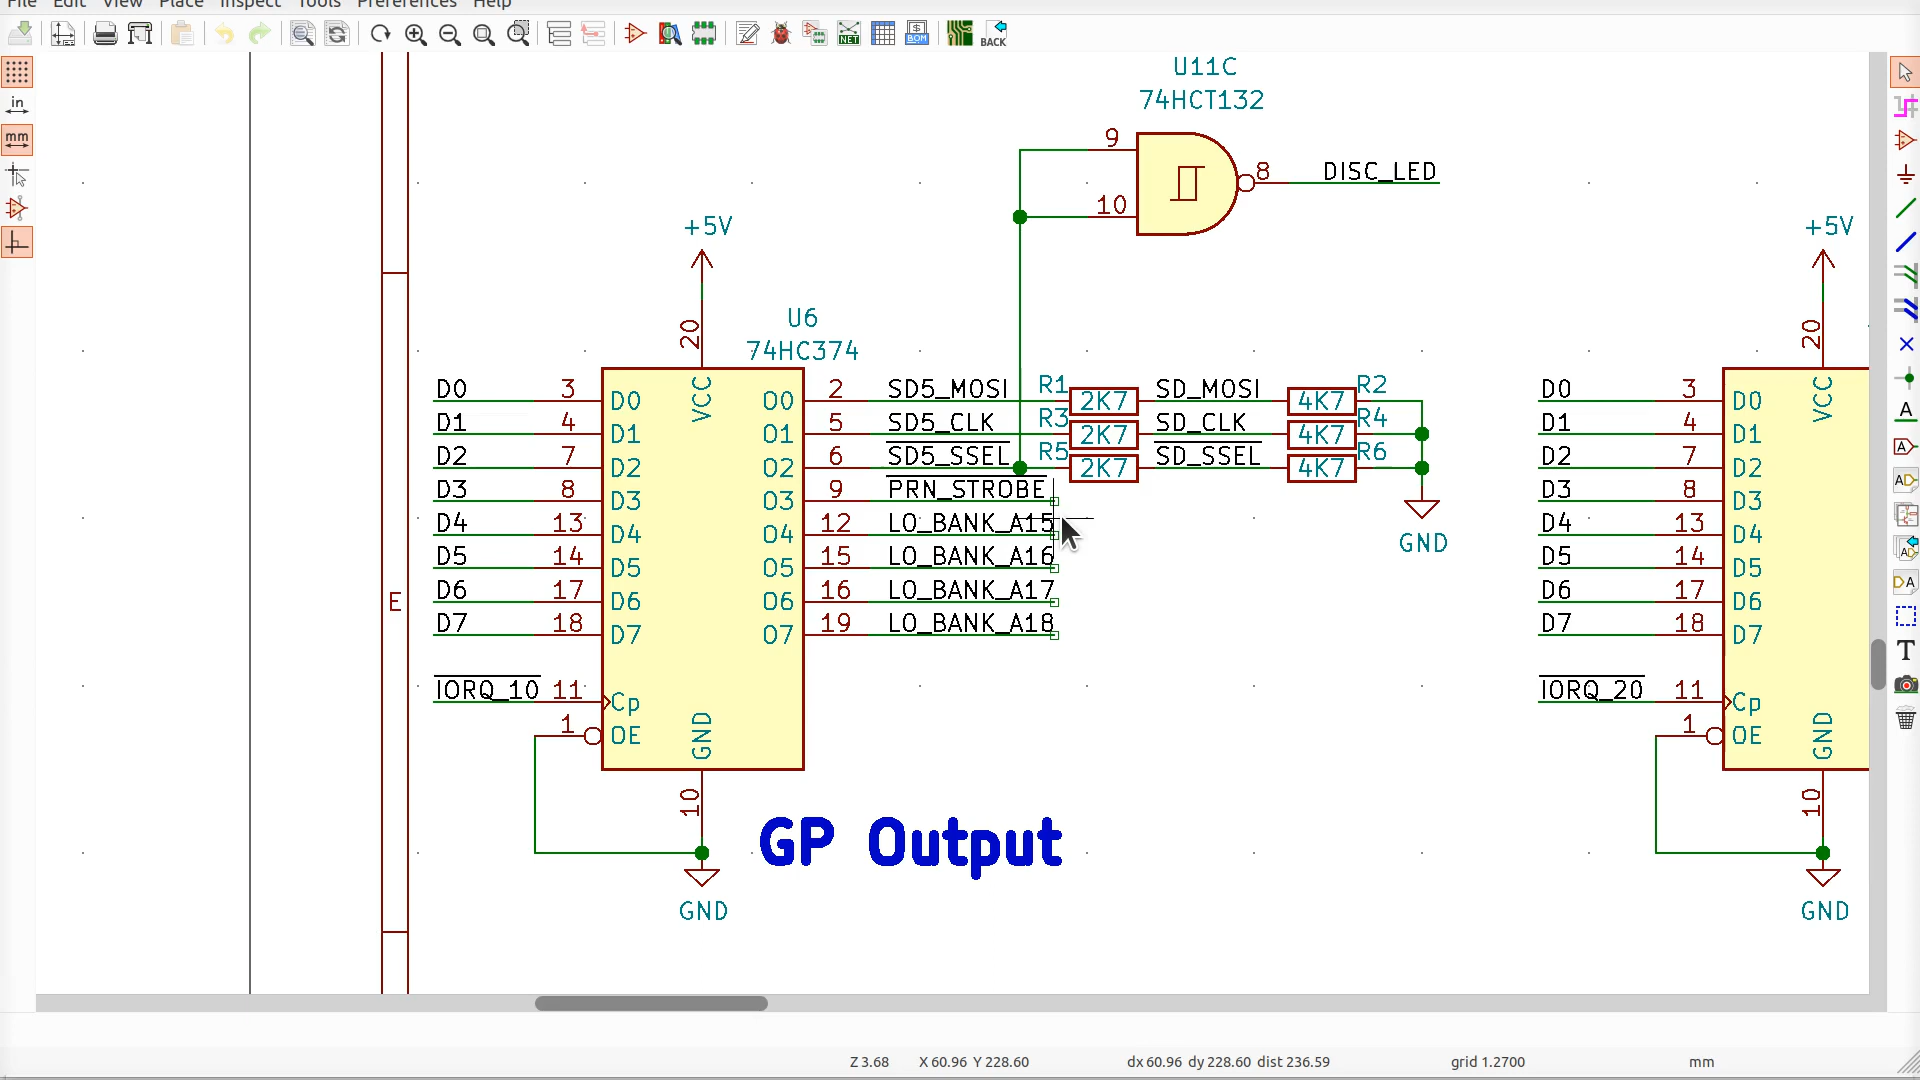 File Edit View Place Inspect Tools Preferences Help
NET
BOM
BACK
in
mm
U11C
74HCT132
9
10
8
DISC_LED
+5V
20
U6
74HC374
VCC
D0 3 D0 O0 2 SD5_MOSI R1 2K7 SD_MOSI 4K7 R2
D1 4 D1 O1 5 SD5_CLK R3 2K7 SD_CLK 4K7 R4
D2 7 D2 O2 6 SD5_SSEL R5 2K7 SD_SSEL 4K7 R6
D3 8 D3 O3 9 PRN_STROBE
D4 13 D4 O4 12 LO_BANK_A15
D5 14 D5 O5 15 LO_BANK_A16
D6 17 D6 O6 16 LO_BANK_A17
D7 18 D7 O7 19 LO_BANK_A18
GND
IORQ_10 11 Cp
1 OE
GND
10
GND
E
GP Output
+5V
20
VCC
D0 3 D0
D1 4 D1
D2 7 D2
D3 8 D3
D4 13 D4
D5 14 D5
D6 17 D6
D7 18 D7
IORQ_20 11 Cp
1 OE
GND
10
GND
A
A
AD
AD
DA
T
Z 3.68 X 60.96 Y 228.60 dx 60.96 dy 228.60 dist 236.59 grid 1.2700 mm